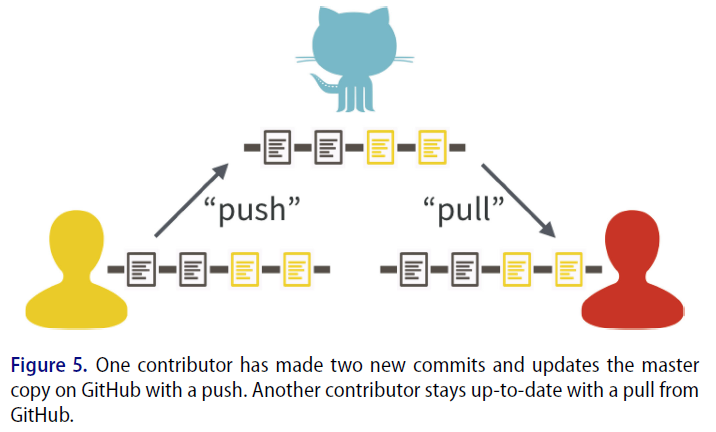 “push”
“pull”
Figure 5. One contributor has made two new commits and updates the master
copy on GitHub with a push. Another contributor stays up-to-date with a pull from
GitHub.